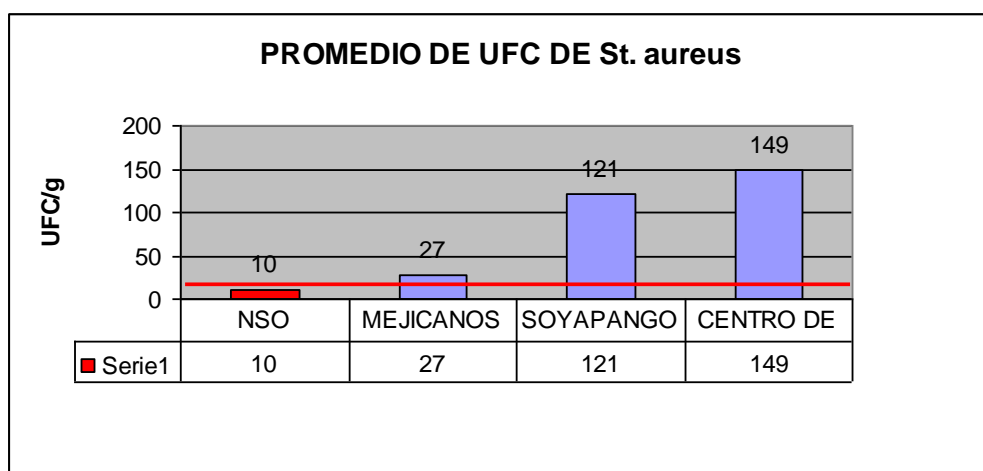 PROMEDIO DE UFC DE St. aureus
UFC/g
200
150
100
50
0
10
27
121
149
NSO MEJICANOS SOYAPANGO CENTRO DE
Serie1 10 27 121 149